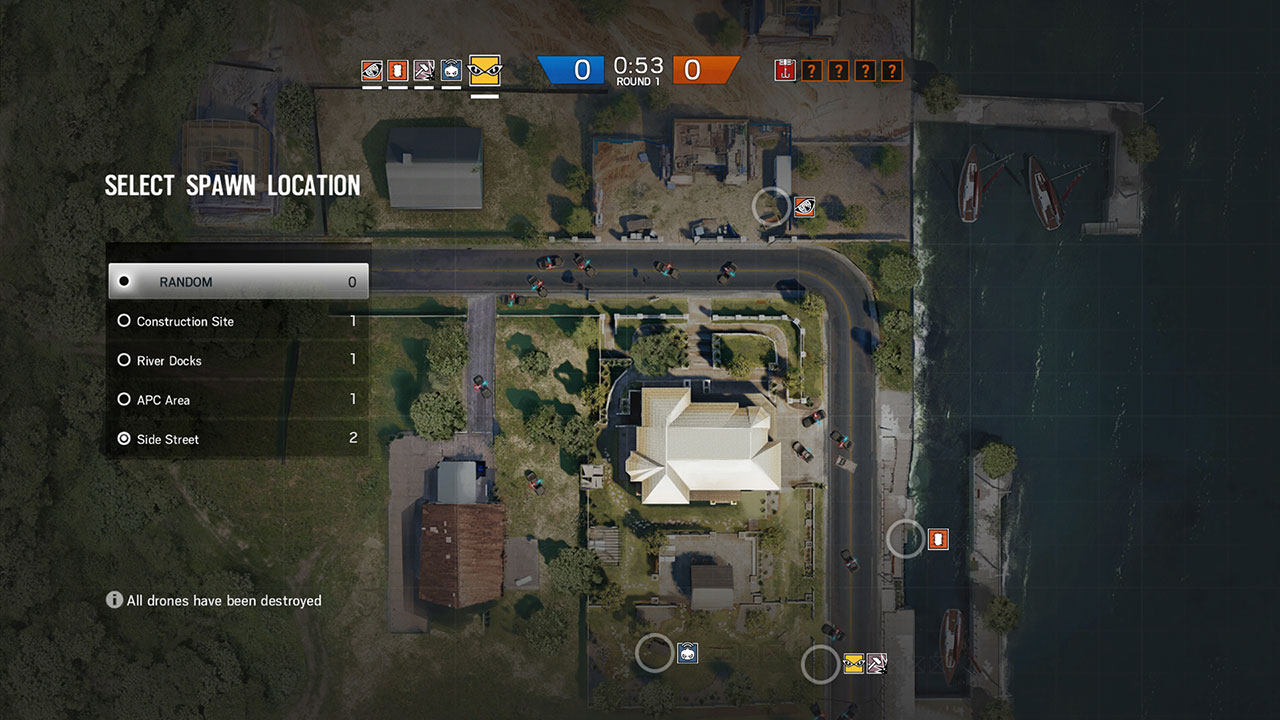 0 0:53 0
ROUND 1
? ? ? ?
SELECT SPAWN LOCATION
RANDOM 0
Construction Site 1
River Docks 1
APC Area 1
Side Street 2
i All drones have been destroyed